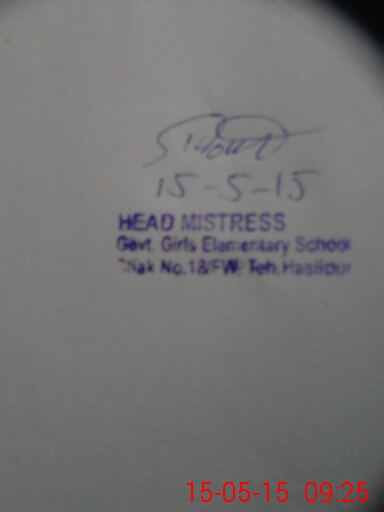 15-5-15
HEAD MISTRESS
Govt. Girls Elementary School
Chak No.18/FW Teh. Hasilpur
15-05-15 09:25